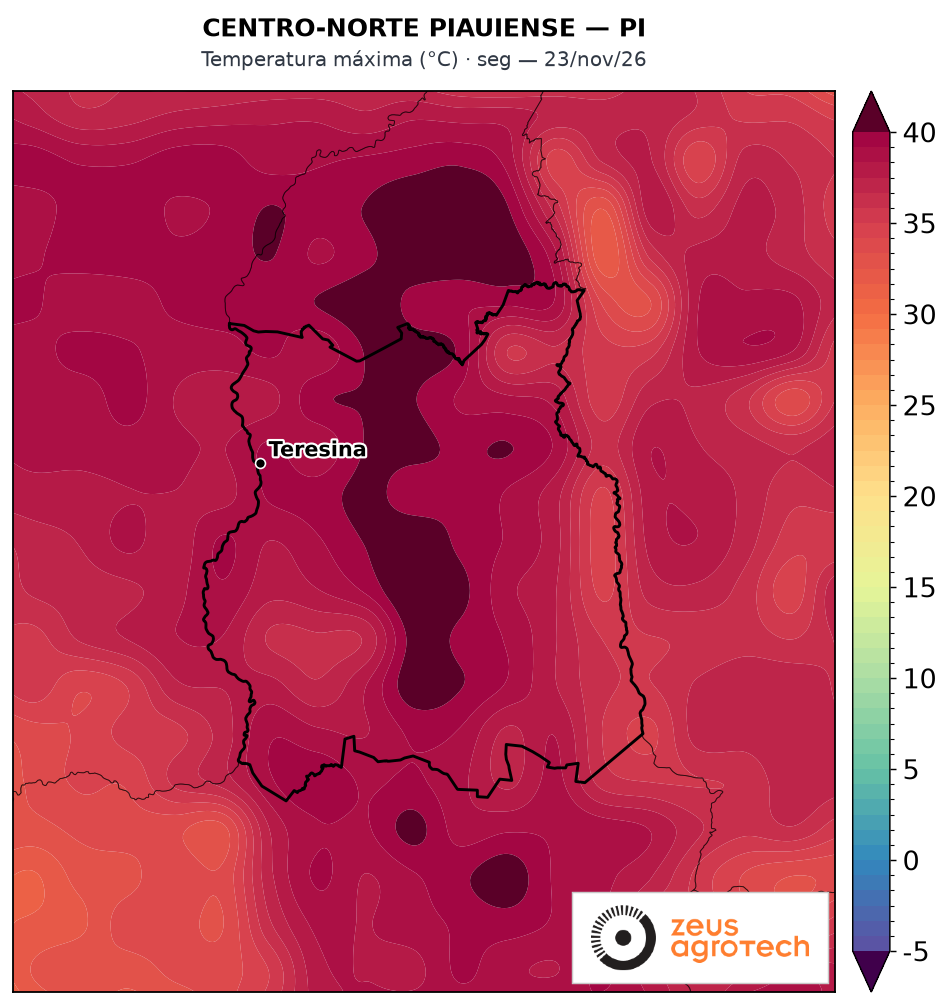 CENTRO-NORTE PIAUIENSE — PI
Temperatura máxima (°C) · seg — 23/nov/26
40
35
30
25
20
15
10
5
0
-5
Teresina
zeus
agrotech